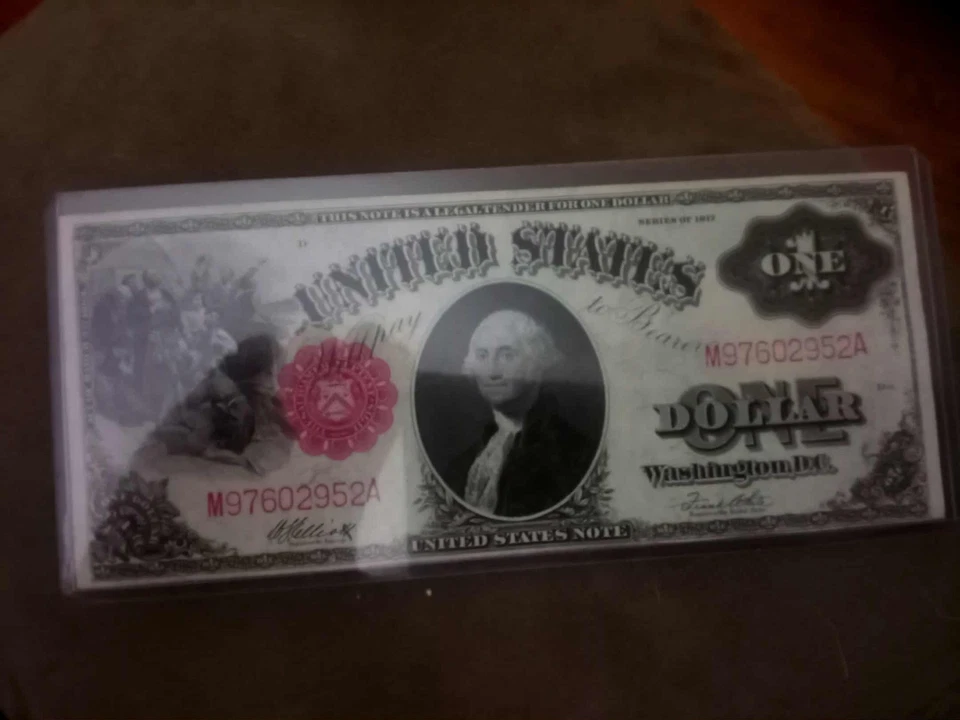 THIS NOTE IS A LEGAL TENDER FOR ONE DOLLAR
SERIES OF 1917
UNITED STATES
ONE
Will pay
to Bearer
M97602952A
ONE
DOLLAR
Washington, D.C.
M97602952A
UNITED STATES NOTE